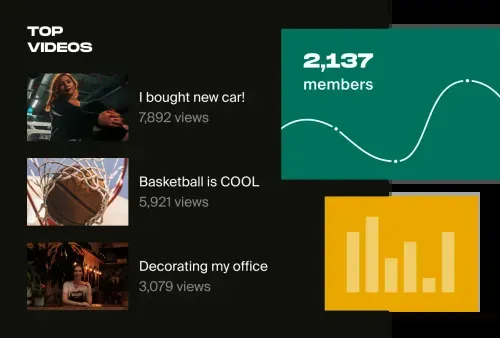 TOP
VIDEOS
I bought new car!
7,892 views
Basketball is COOL
5,921 views
Decorating my office
3,079 views
2,137
members